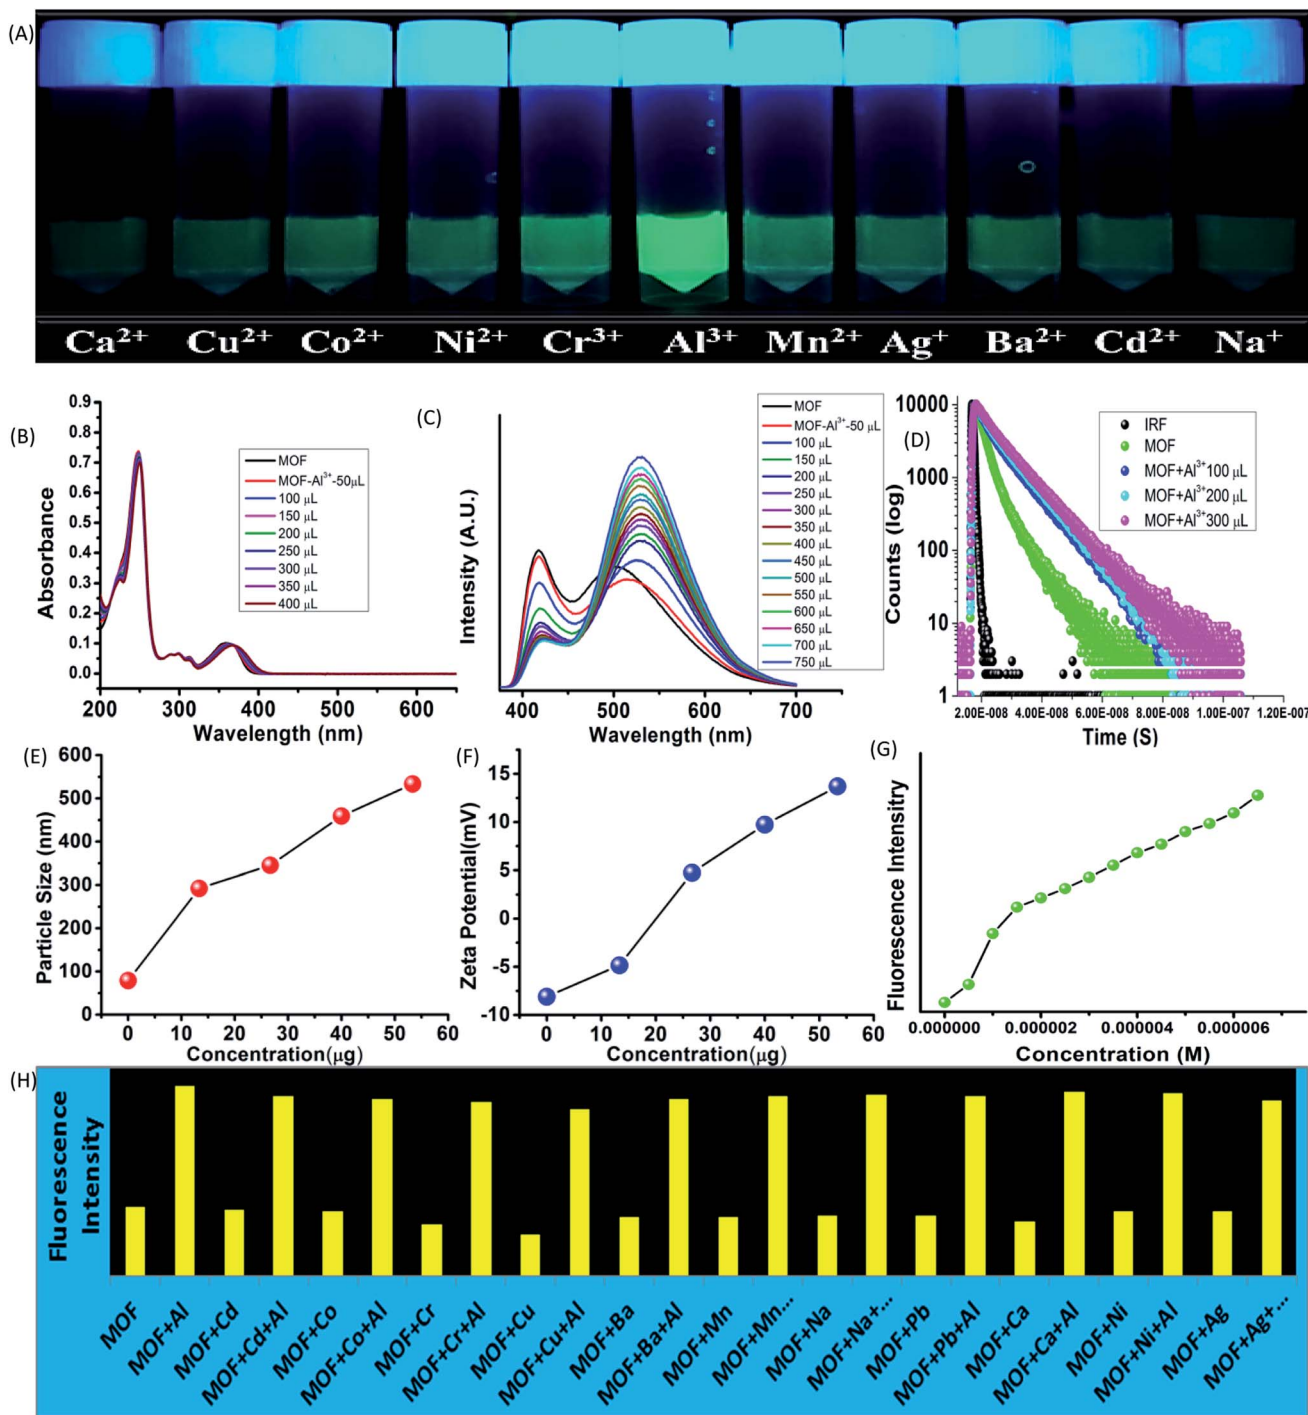 (A)
Ca2+ Cu2+ Co2+ Ni2+ Cr3+ Al3+ Mn2+ Ag+ Ba2+ Cd2+ Na+
(B)
Absorbance
0.9
0.8
0.7
0.6
0.5
0.4
0.3
0.2
0.1
0.0
MOF
MOF-Al3+-50μL
100 μL
150 μL
200 μL
250 μL
300 μL
350 μL
400 μL
200 300 400 500 600
Wavelength (nm)
(C)
Intensity (A.U.)
MOF
MOF-Al3+-50 μL
100 μL
150 μL
200 μL
250 μL
300 μL
350 μL
400 μL
450 μL
500 μL
550 μL
600 μL
650 μL
700 μL
750 μL
400 500 600 700
Wavelength (nm)
(D)
Counts (log)
10000
1000
100
10
1
IRF
MOF
MOF+Al3+100 μL
MOF+Al3+200 μL
MOF+Al3+300 μL
2.00E-008 4.00E-008 6.00E-008 8.00E-008 1.00E-007 1.20E-007
Time (S)
(E)
Particle Size (nm)
600
500
400
300
200
100
0
0 10 20 30 40 50 60
Concentration(μg)
(F)
Zeta Potential(mV)
15
10
5
0
-5
-10
0 10 20 30 40 50 60
Concentration(μg)
(G)
Fluorescence Intensitry
0.0000000 0.000002 0.000004 0.000006
Concentration (M)
(H)
Fluorescence
Intensity
MOF
MOF+Al
MOF+Cd
MOF+Cd+Al
MOF+Co
MOF+Co+Al
MOF+Cr
MOF+Cr+Al
MOF+Cu
MOF+Cu+Al
MOF+Ba
MOF+Ba+Al
MOF+Mn
MOF+Mn...
MOF+Na
MOF+Na+...
MOF+Pb
MOF+Pb+Al
MOF+Ca
MOF+Ca+Al
MOF+Ni
MOF+Ni+Al
MOF+Ag
MOF+Ag+...